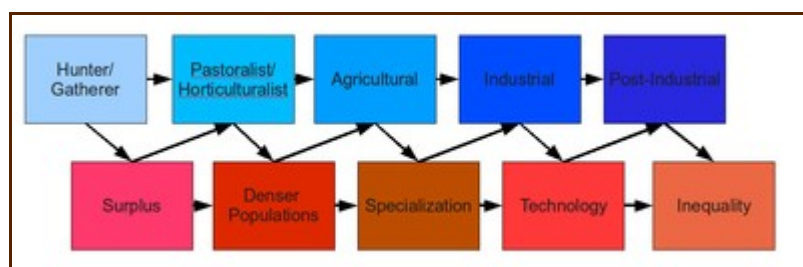 Hunter/
Gatherer
Pastoralist/
Horticulturalist
Agricultural
Industrial
Post-Industrial
Surplus
Denser
Populations
Specialization
Technology
Inequality